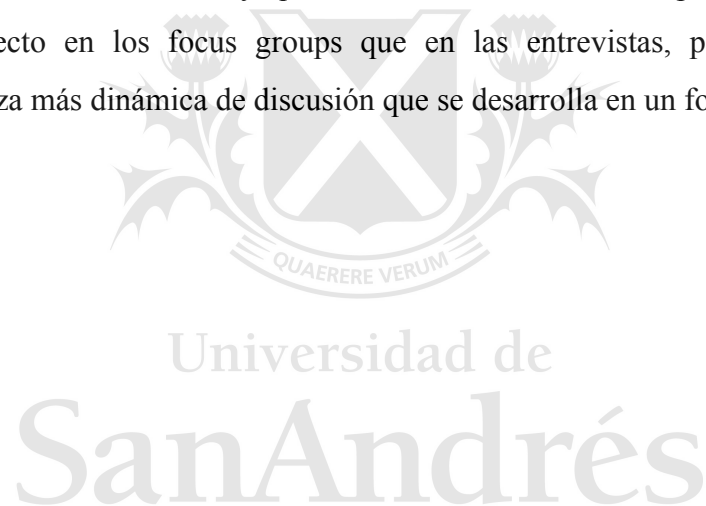 ecto en los focus groups que en las entrevistas, p
za más dinámica de discusión que se desarrolla en un fo
QUAERERE VERUM
Universidad de
SanAndrés